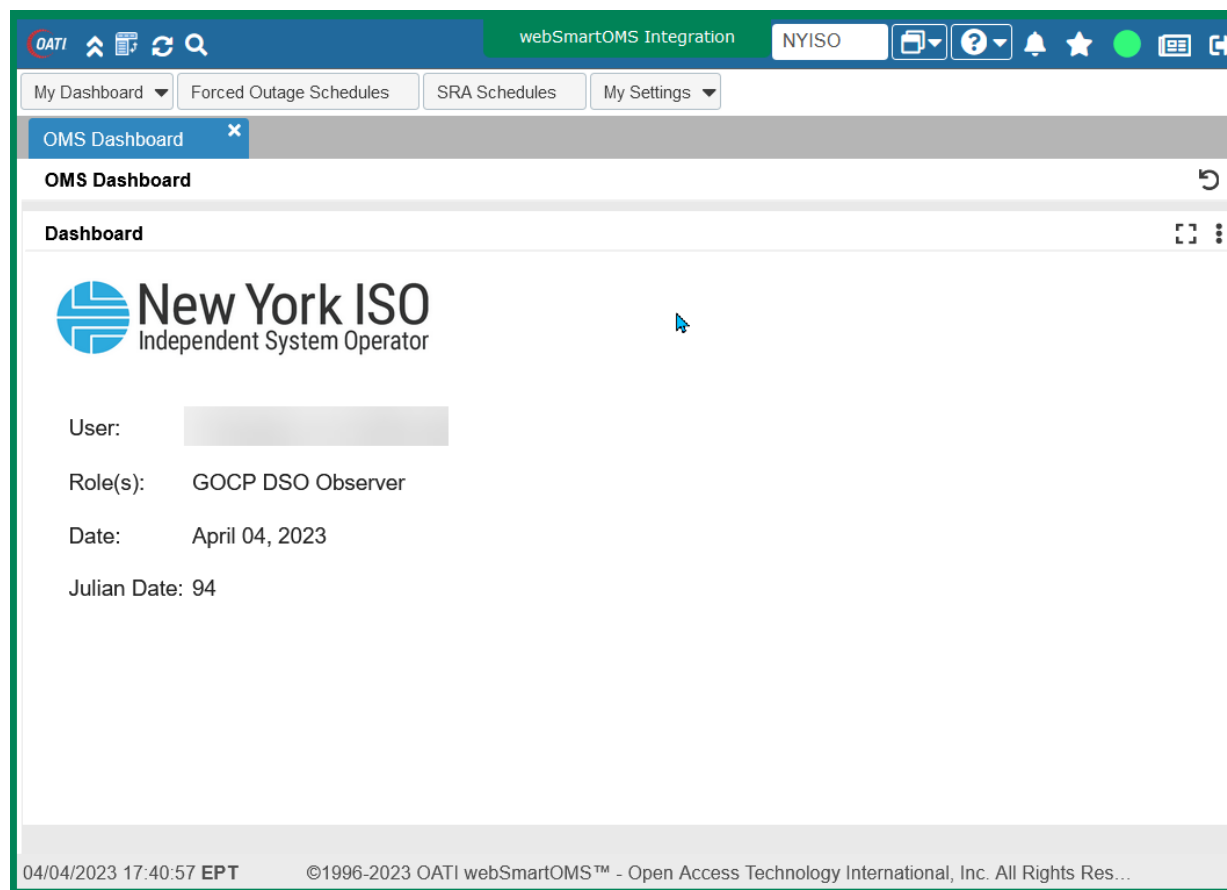 OATI webSmartOMS Integration NYISO
My Dashboard Forced Outage Schedules SRA Schedules My Settings
OMS Dashboard
OMS Dashboard
Dashboard
New York ISO
Independent System Operator
User:
Role(s): GOCP DSO Observer
Date: April 04, 2023
Julian Date: 94
04/04/2023 17:40:57 EPT ©1996-2023 OATI webSmartOMS™ - Open Access Technology International, Inc. All Rights Res...